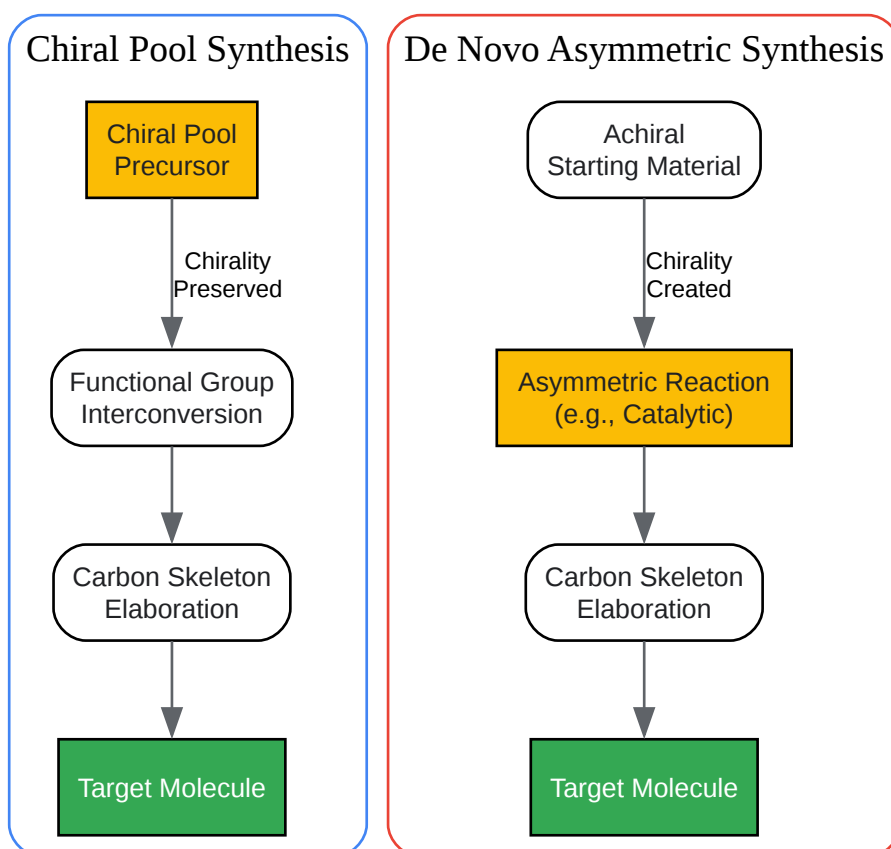 Chiral Pool Synthesis
Chiral Pool
Precursor
Chirality
Preserved
Functional Group
Interconversion
Carbon Skeleton
Elaboration
Target Molecule
De Novo Asymmetric Synthesis
Achiral
Starting Material
Chirality
Created
Asymmetric Reaction
(e.g., Catalytic)
Carbon Skeleton
Elaboration
Target Molecule